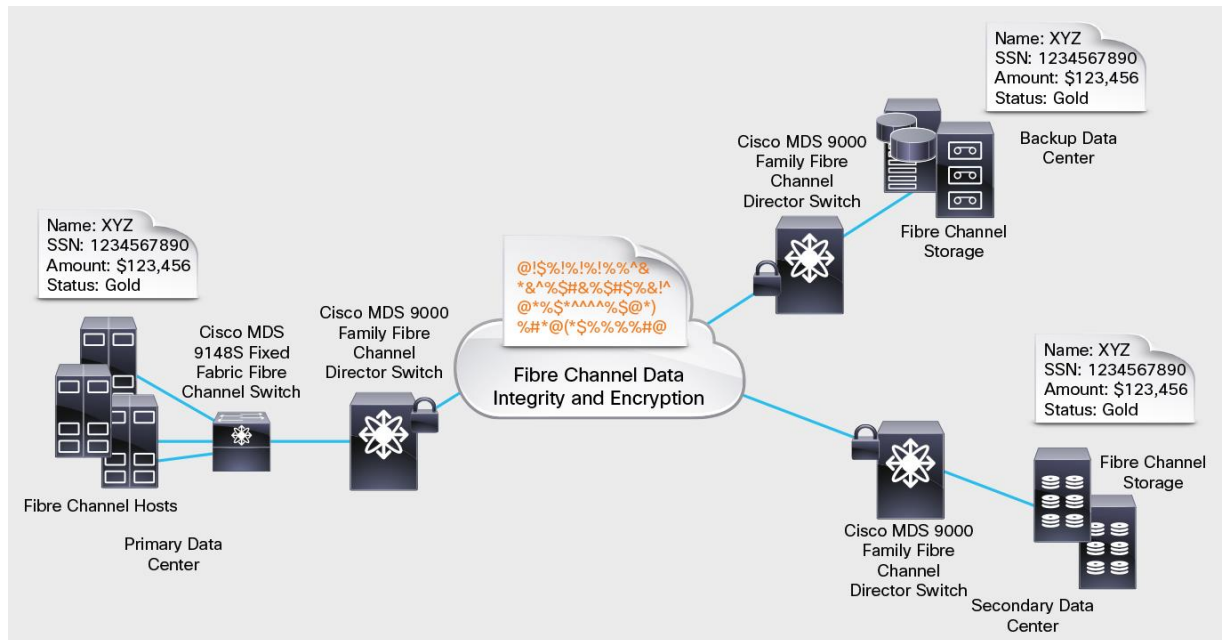 Name: XYZ
SSN: 1234567890
Amount: $123,456
Status: Gold
Fibre Channel Hosts
Primary Data
Center
Cisco MDS
9148S Fixed
Fabric Fibre
Channel Switch
Cisco MDS 9000
Family Fibre
Channel
Director Switch
@!$%!%!%!%%^&
*&^%$#&%$#$%&!^
@*%$*^^^^%$@*)
%#*@(*$%%%%#@
Fibre Channel Data
Integrity and Encryption
Cisco MDS 9000
Family Fibre
Channel
Director Switch
Name: XYZ
SSN: 1234567890
Amount: $123,456
Status: Gold
Backup Data
Center
Fibre Channel
Storage
Name: XYZ
SSN: 1234567890
Amount: $123,456
Status: Gold
Fibre Channel
Storage
Cisco MDS 9000
Family Fibre
Channel
Director Switch
Secondary Data
Center